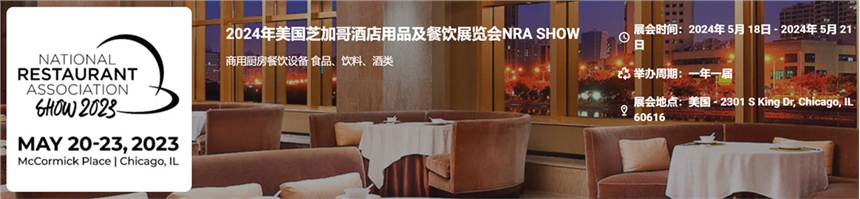 NATIONAL
RESTAURANT
ASSOCIATION
SHOW 2023
MAY 20-23, 2023
McCormick Place | Chicago, IL
2024年美国芝加哥酒店用品及餐饮展览会NRA SHOW
商用厨房餐饮设备 食品、饮料、酒类
展会时间：2024年 5月 18日 - 2024年 5月 21
日
举办周期：一年一届
展会地点：美国 - 2301 S King Dr, Chicago, IL
60616